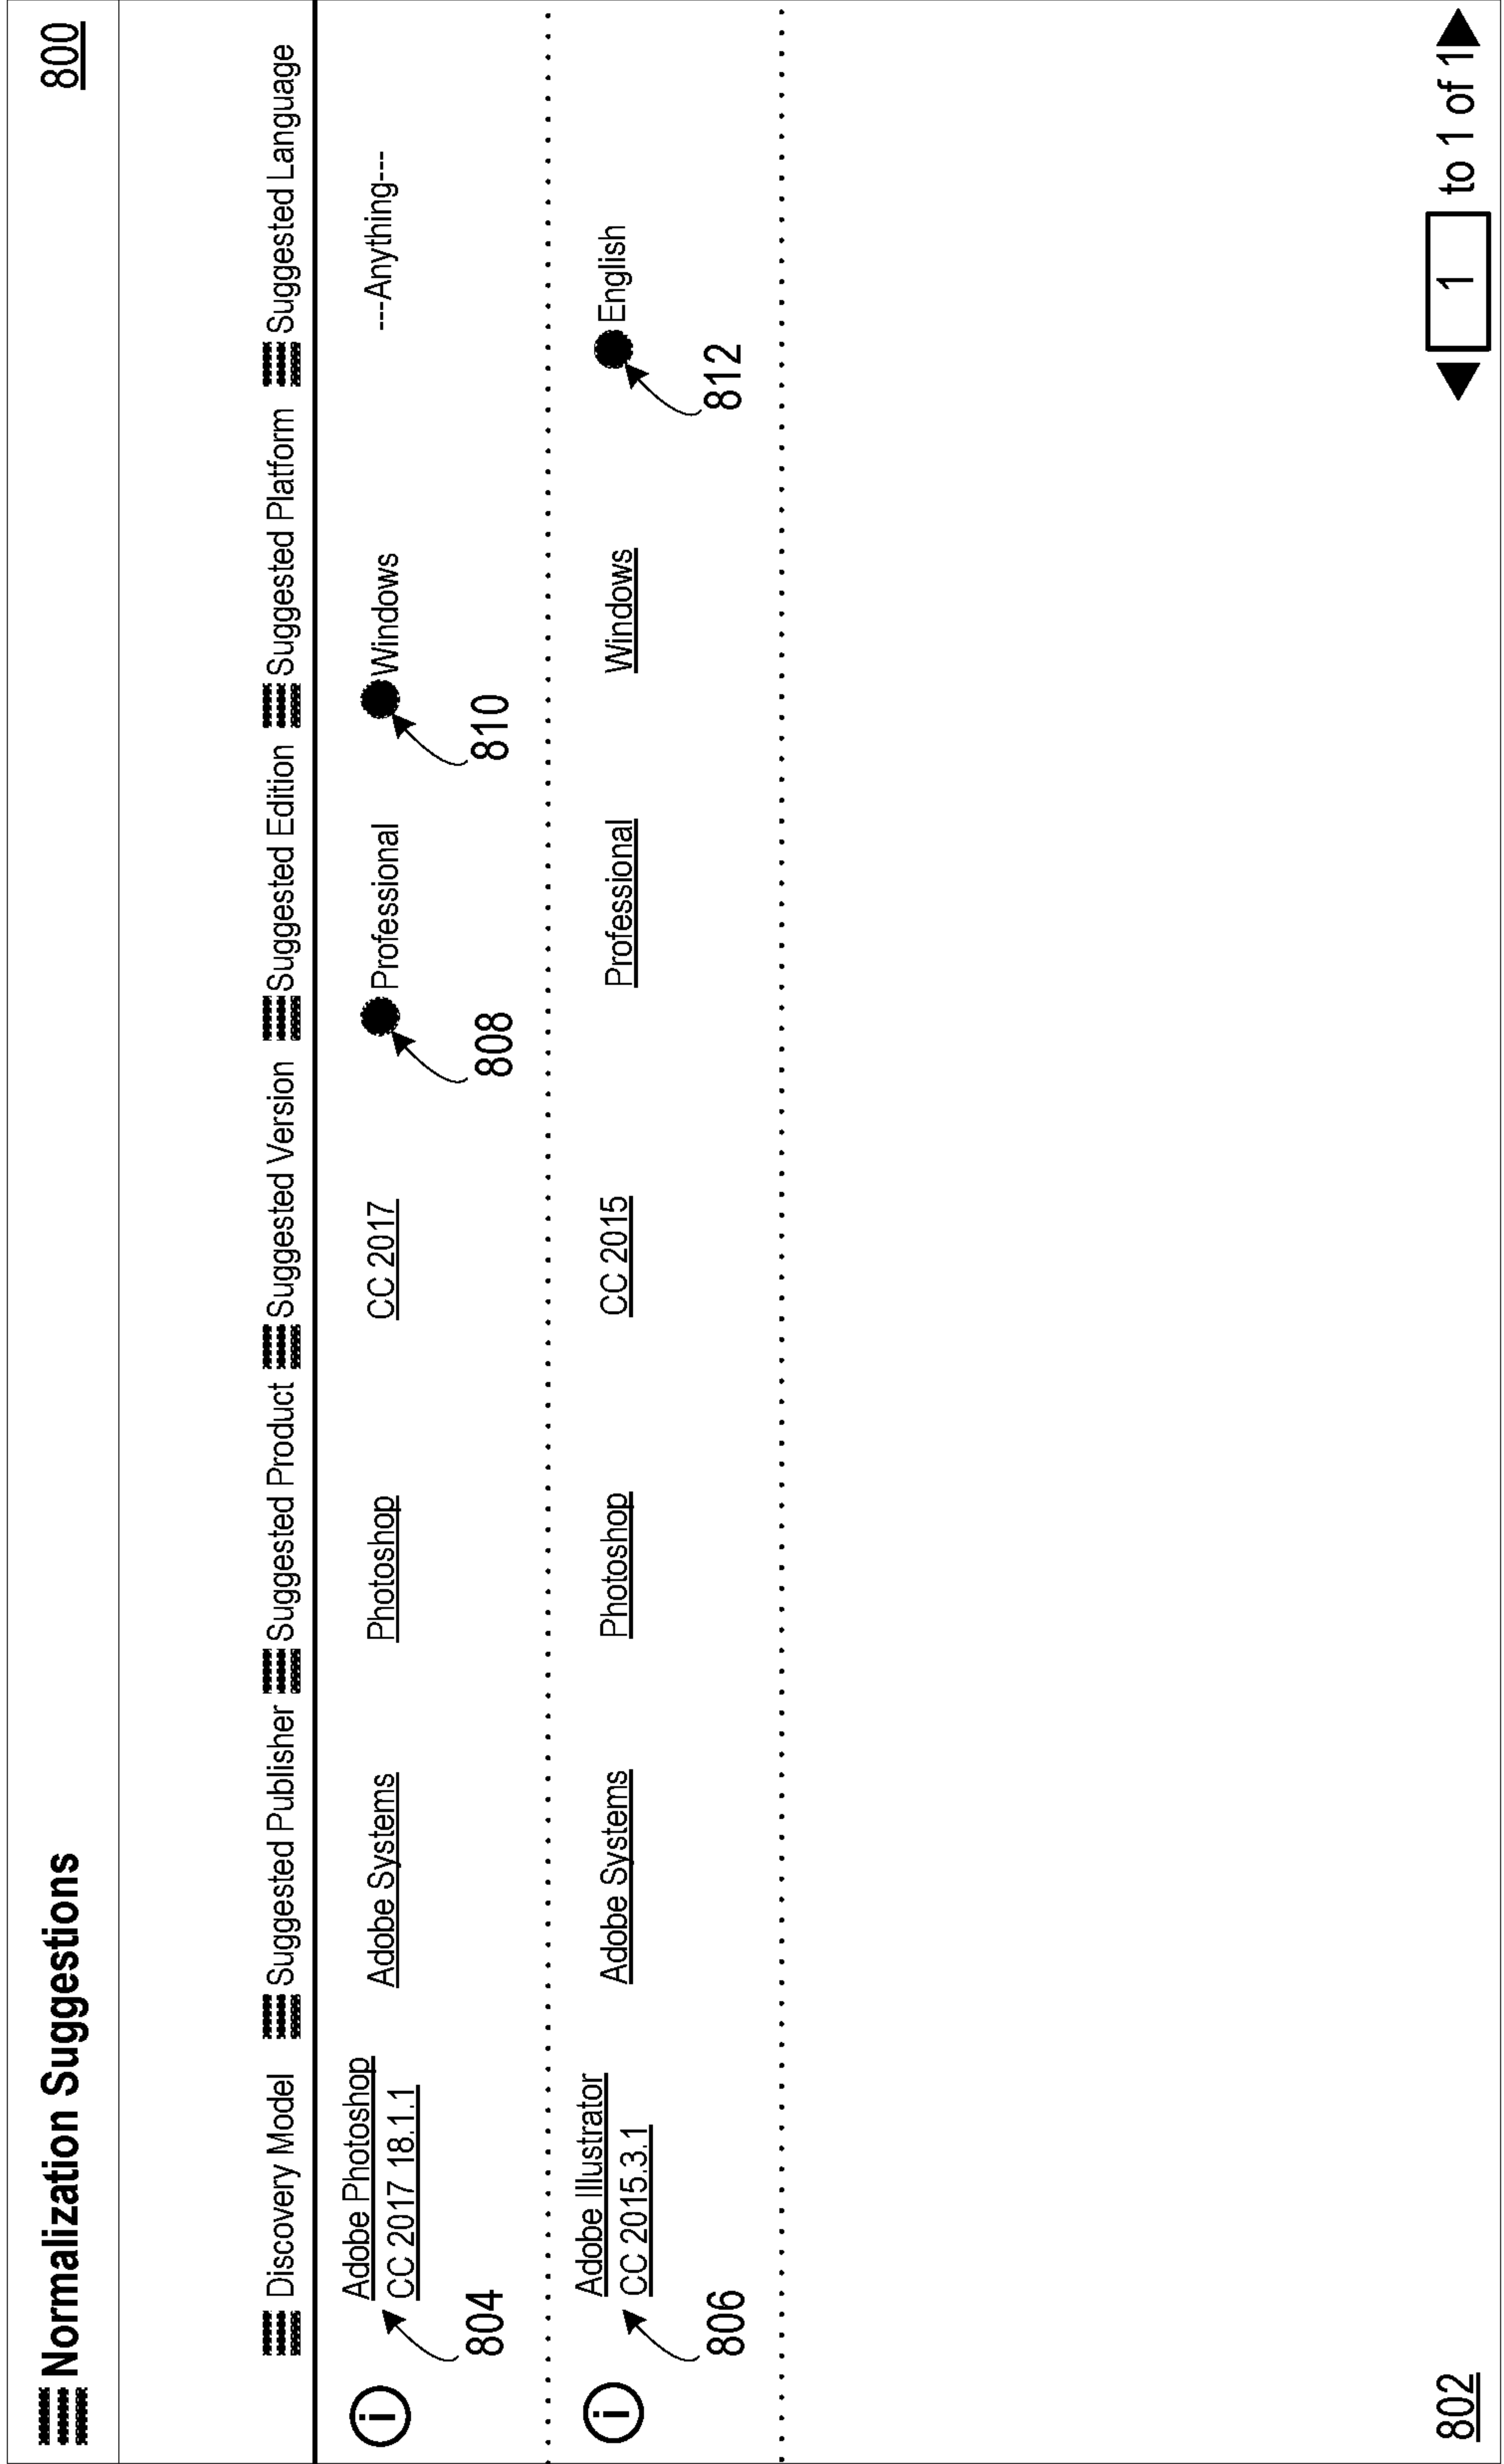 Normalization Suggestions 800
Discovery Model Suggested Publisher Suggested Product Suggested Version Suggested Edition Suggested Platform Suggested Language
i Adobe Photoshop Adobe Systems Photoshop CC 2017 Professional Windows ---Anything---
CC 2017 18.1.1
804 808 810
i Adobe Illustrator Adobe Systems Photoshop CC 2015 Professional Windows English
CC 2015.3.1
806 812
802 1 to 1 of 1